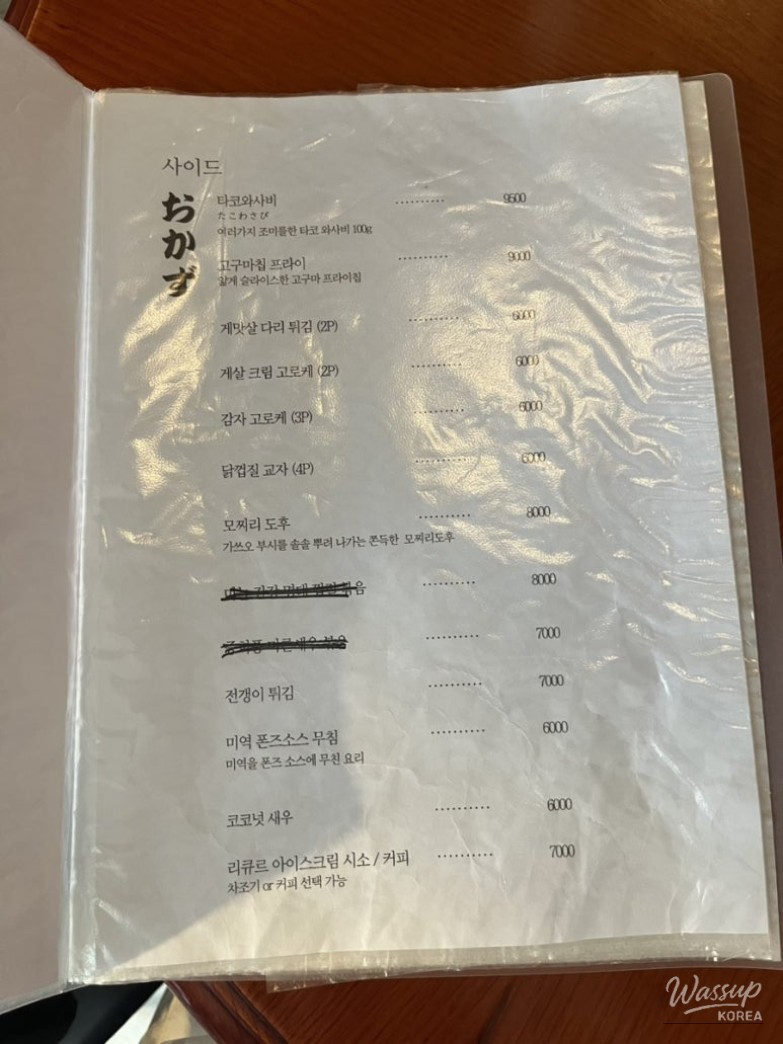 사이드
おかず
타코와사비 .......... 9500
たこわさび
여러가지 조미를한 타코 와사비 100g
고구마칩 프라이 .......... 9000
얇게 슬라이스한 고구마 프라이칩
게맛살 다리 튀김 (2P) ..........
게살 크림 고로케 (2P) .......... 6000
감자 고로케 (3P) .......... 6000
닭껍질 교자 (4P) .......... 6000
모찌리 도후 .......... 8000
가쓰오 부시를 솔솔 뿌려 나가는 쫀득한 모찌리도후
.......... 8000
.......... 7000
전갱이 튀김 .......... 7000
미역 폰즈소스 무침 .......... 6000
미역을 폰즈 소스에 무친 요리
코코넛 새우 .......... 6000
리큐르 아이스크림 시소 / 커피 .......... 7000
차조기 or 커피 선택 가능
Wassup
KOREA